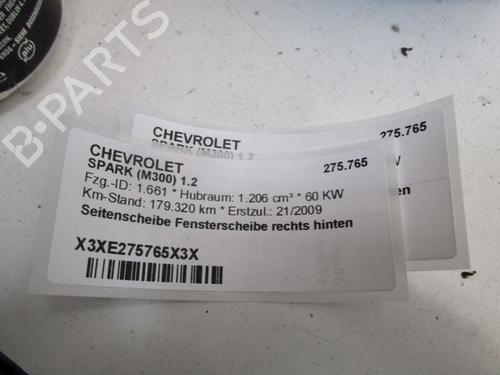 B-PARTS
CHEVROLET
SPARK (M300) 1.2
275.765
KW
CHEVROLET
SPARK (M300) 1.2
275.765
Fzg.-ID: 1.661 * Hubraum: 1.206 cm³ * 60 KW
Km-Stand: 179.320 km * Erstzul.: 21/2009
Seitenscheibe Fensterscheibe rechts hinten
X3XE275765X3X